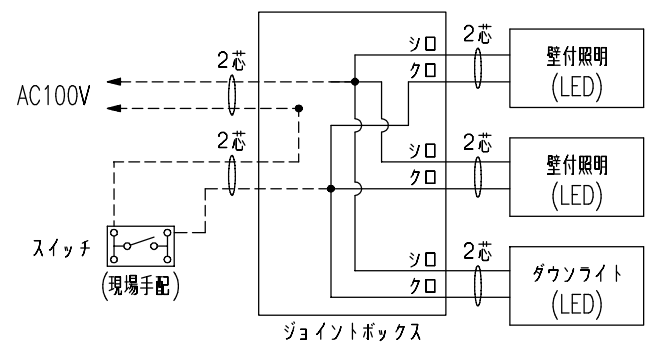 2芯
シロ
クロ
2芯
壁付照明
(LED)
AC100V
2芯
シロ
クロ
2芯
壁付照明
(LED)
スイッチ
(現場手配)
シロ
クロ
2芯
ダウンライト
(LED)
ジョイントボックス